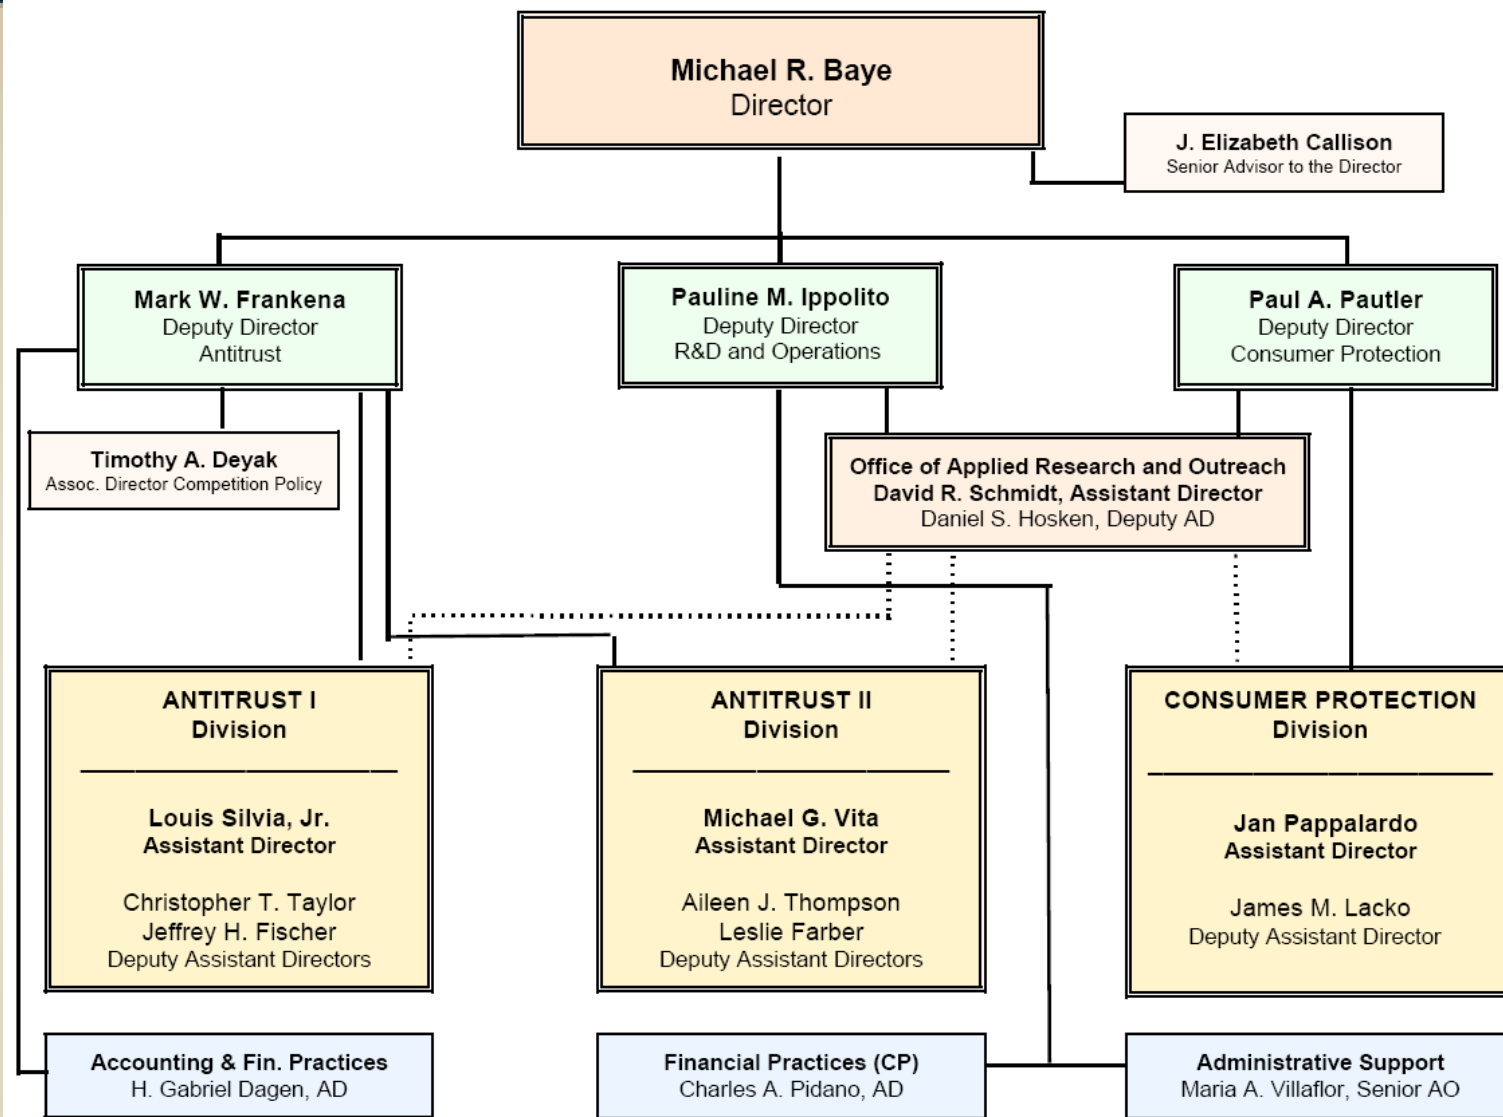 Michael R. Baye
Director
J. Elizabeth Callison
Senior Advisor to the Director
Mark W. Frankena
Deputy Director
Antitrust
Pauline M. Ippolito
Deputy Director
R&D and Operations
Paul A. Pautler
Deputy Director
Consumer Protection
Timothy A. Deyak
Assoc. Director Competition Policy
Office of Applied Research and Outreach
David R. Schmidt, Assistant Director
Daniel S. Hosken, Deputy AD
ANTITRUST I
Division
Louis Silvia, Jr.
Assistant Director
Christopher T. Taylor
Jeffrey H. Fischer
Deputy Assistant Directors
ANTITRUST II
Division
Michael G. Vita
Assistant Director
Aileen J. Thompson
Leslie Farber
Deputy Assistant Directors
CONSUMER PROTECTION
Division
Jan Pappalardo
Assistant Director
James M. Lacko
Deputy Assistant Director
Accounting & Fin. Practices
H. Gabriel Dagen, AD
Financial Practices (CP)
Charles A. Pidano, AD
Administrative Support
Maria A. Villaflor, Senior AO